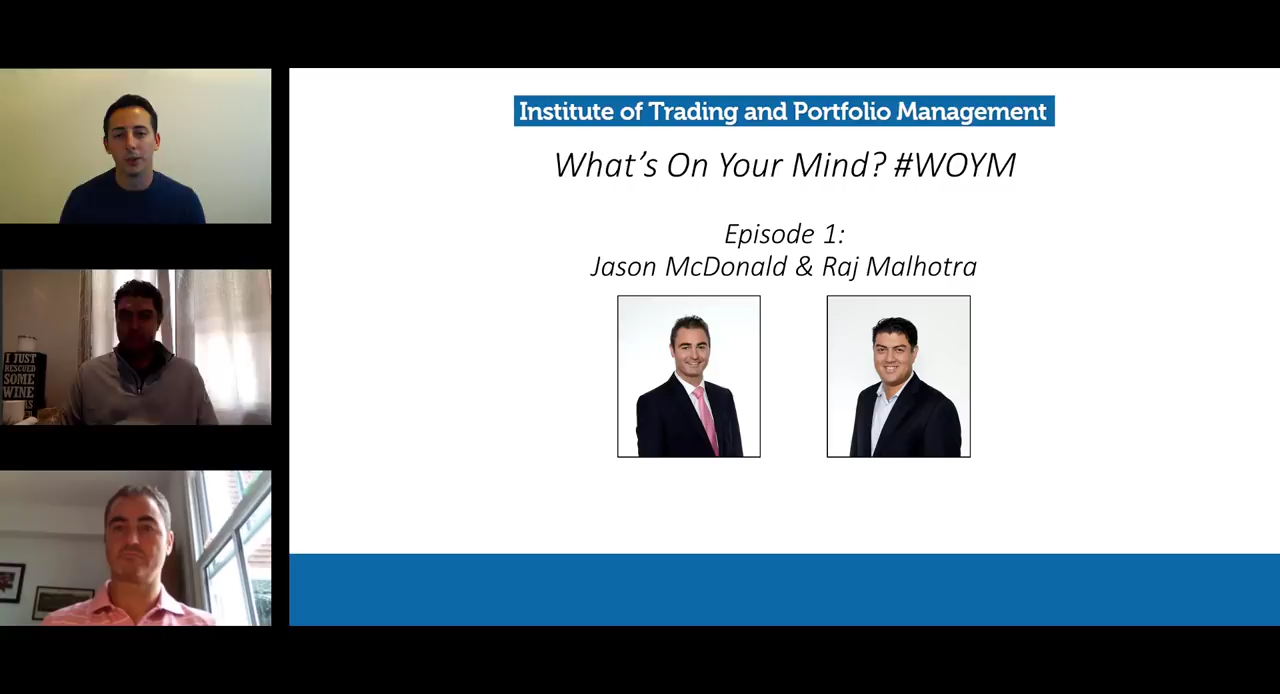 Institute of Trading and Portfolio Management
What's On Your Mind? #WOYM
Episode 1:
Jason McDonald & Raj Malhotra
I JUST
RESCUED
SOME
WINE